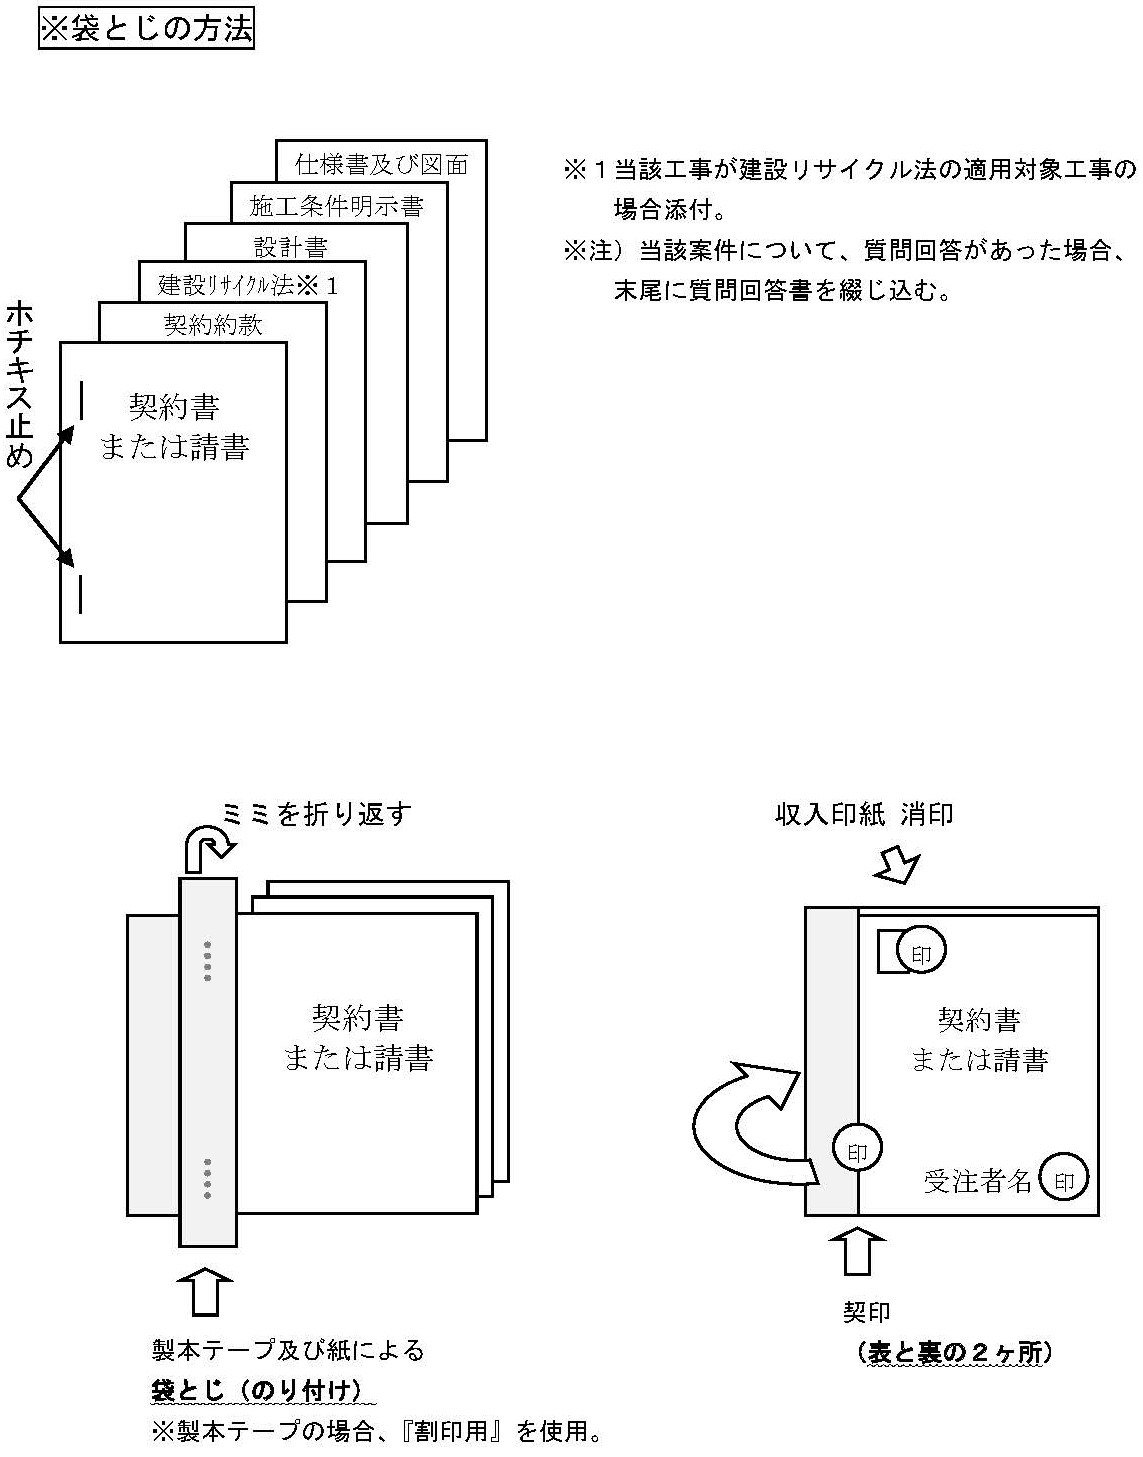 ※袋とじの方法
仕様書及び図面
施工条件明示書
設計書
建設ﾘｻｲｸﾙ法※１
契約約款
契約書
または請書
ホチキス止め
※１当該工事が建設リサイクル法の適用対象工事の
場合添付。
※注）当該案件について、質問回答があった場合、
末尾に質問回答書を綴じ込む。
ミミを折り返す
契約書
または請書
製本テープ及び紙による
袋とじ（のり付け）
※製本テープの場合、『割印用』を使用。
収入印紙 消印
印
契約書
または請書
印
受注者名 印
契印
（表と裏の２ヶ所）